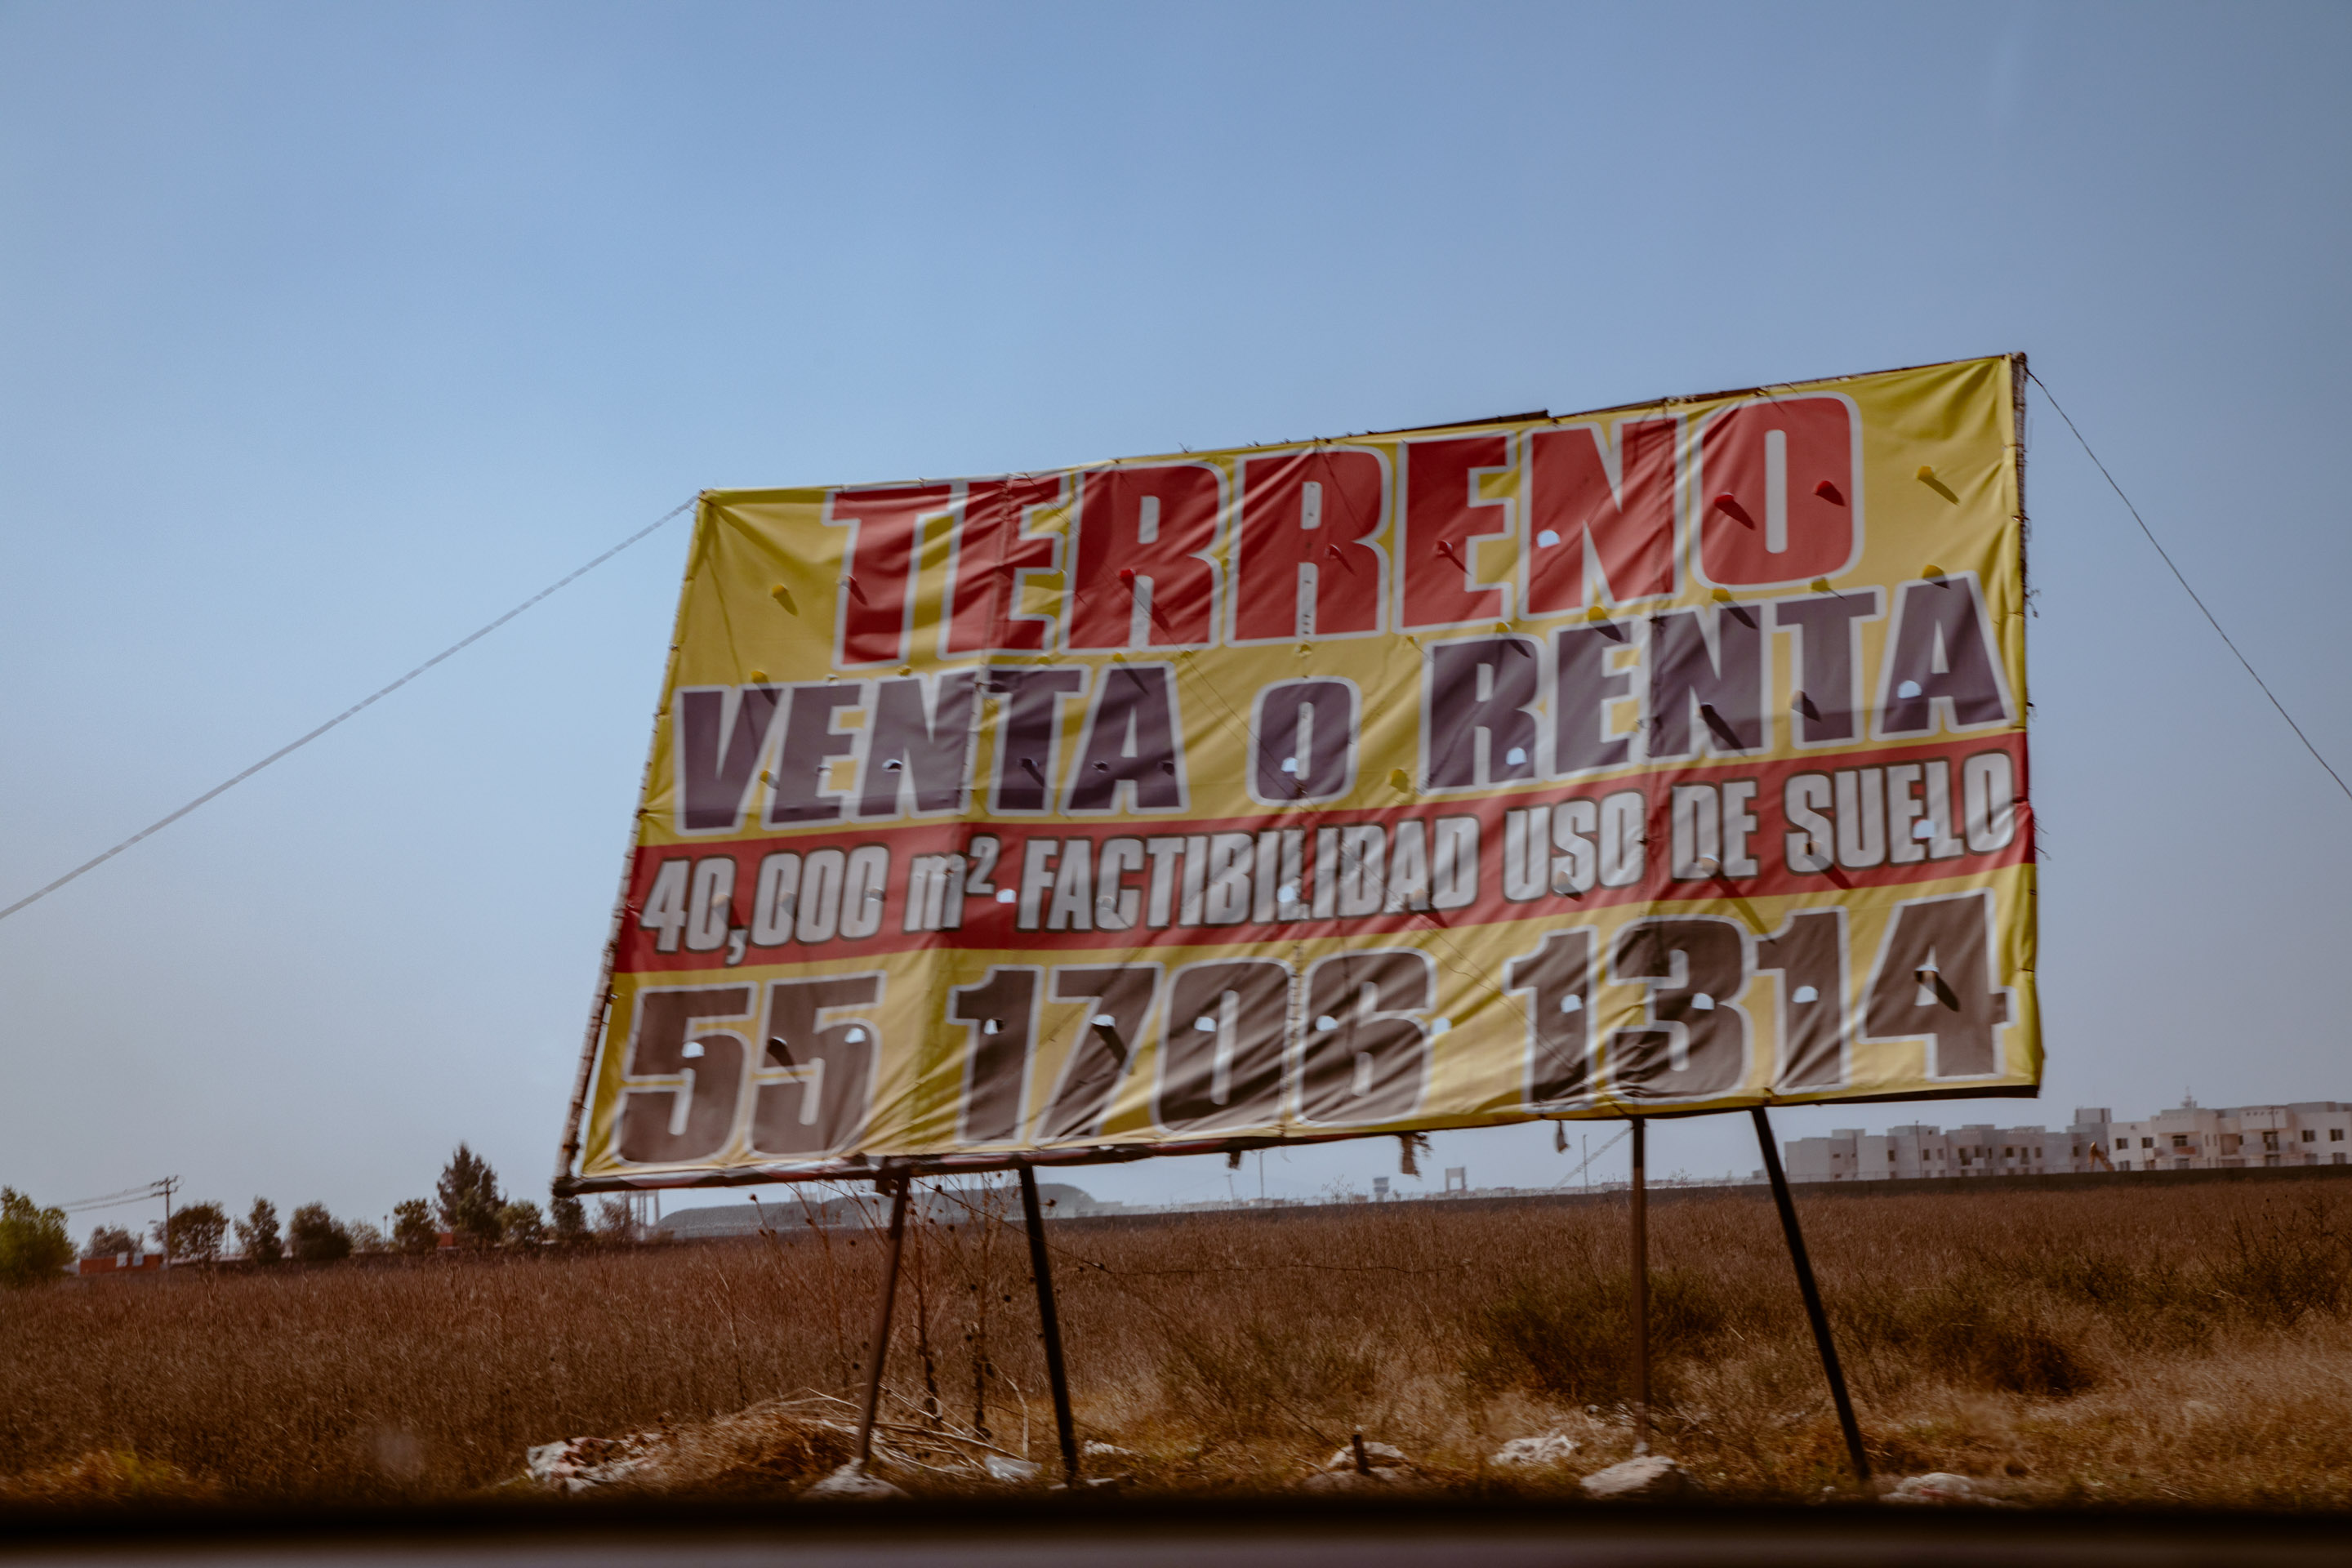 TERRENO
VENTA O RENTA
40,000 m² FACTIBILIDAD USO DE SUELO
55 1706 1314